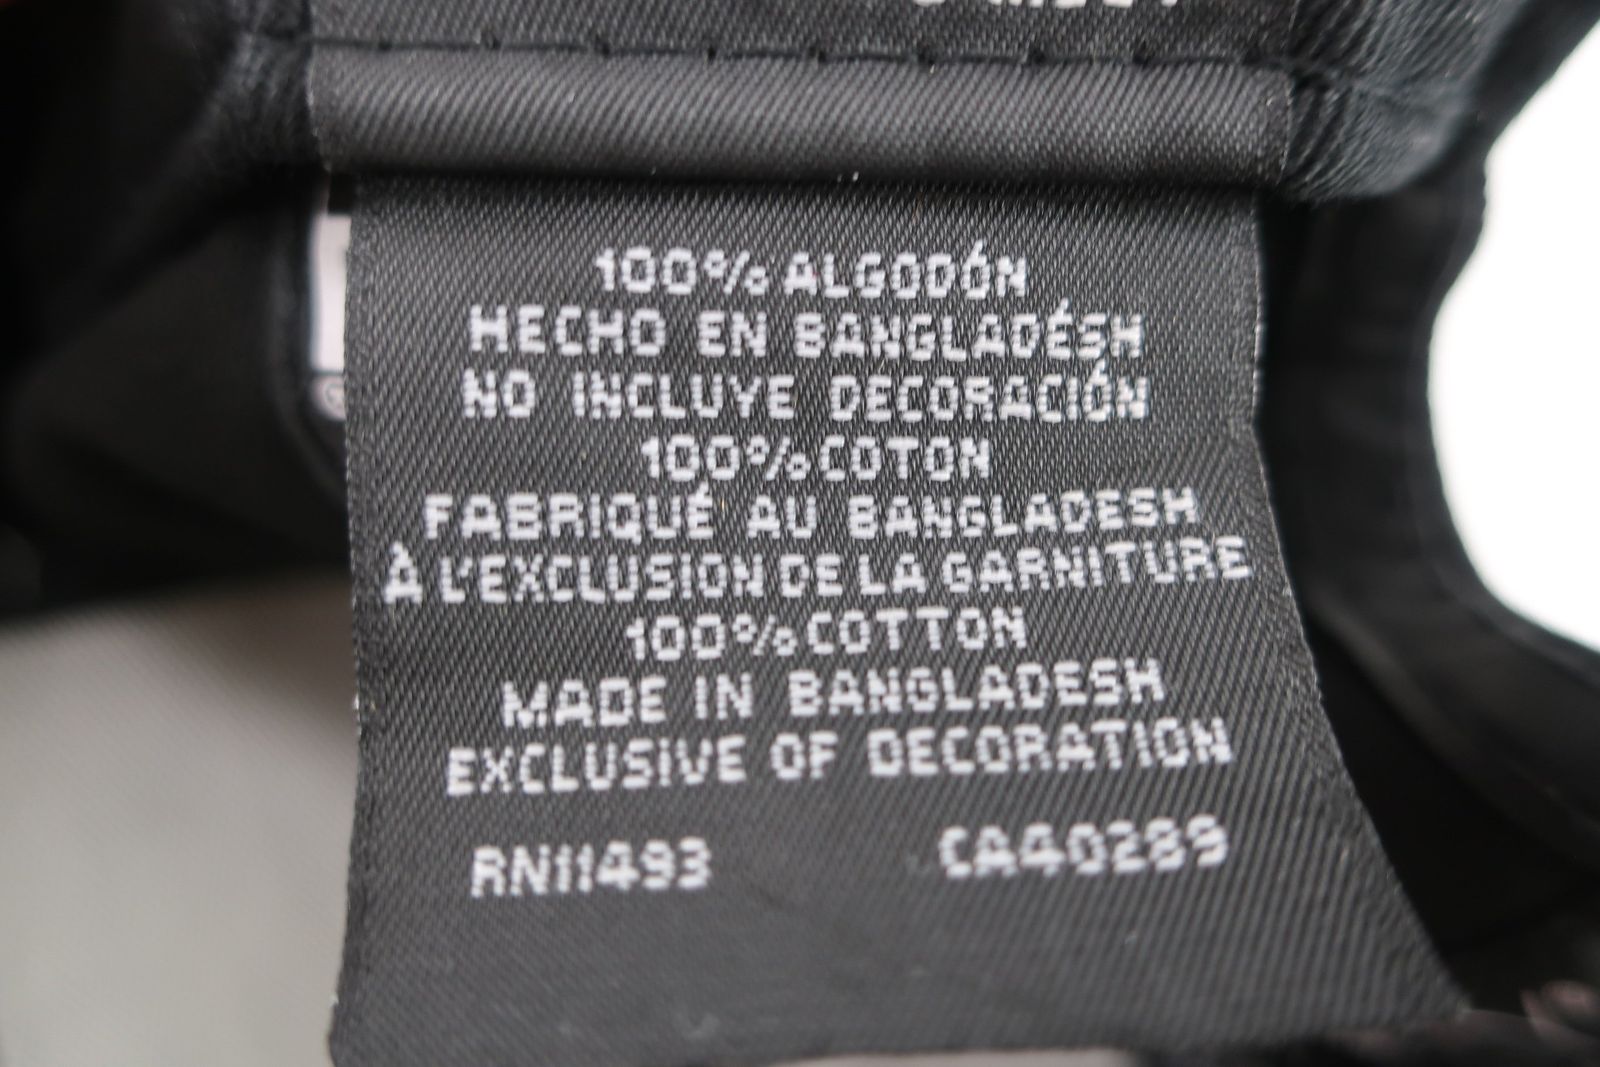 100% ALGODÓN
HECHO EN BANGLADÉSH
NO INCLUYE DECORACIÓN
100% COTON
FABRIQUÉ AU BANGLADESH
À L'EXCLUSION DE LA GARNITURE
100% COTTON
MADE IN BANGLADESH
EXCLUSIVE OF DECORATION
RN11493 CA40289